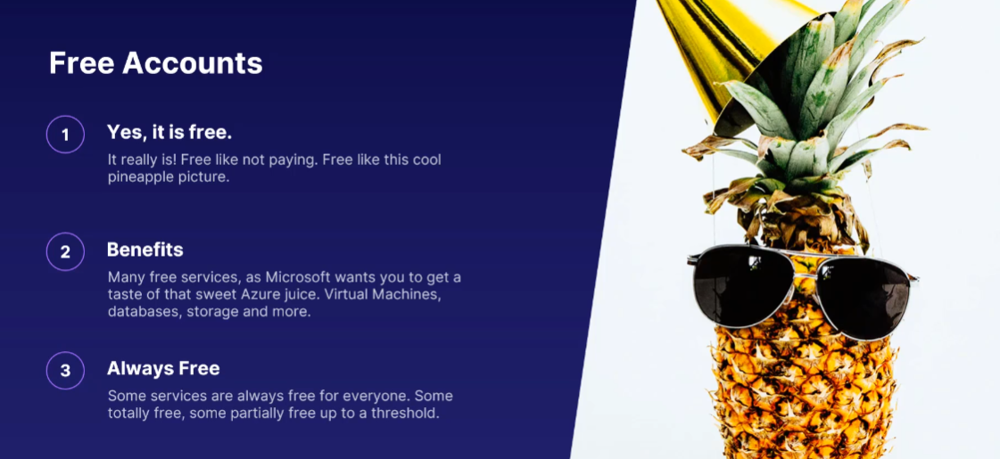 Free Accounts
1
Yes, it is free.
It really is! Free like not paying. Free like this cool
pineapple picture.
2
Benefits
Many free services, as Microsoft wants you to get a
taste of that sweet Azure juice. Virtual Machines,
databases, storage and more.
3
Always Free
Some services are always free for everyone. Some
totally free, some partially free up to a threshold.